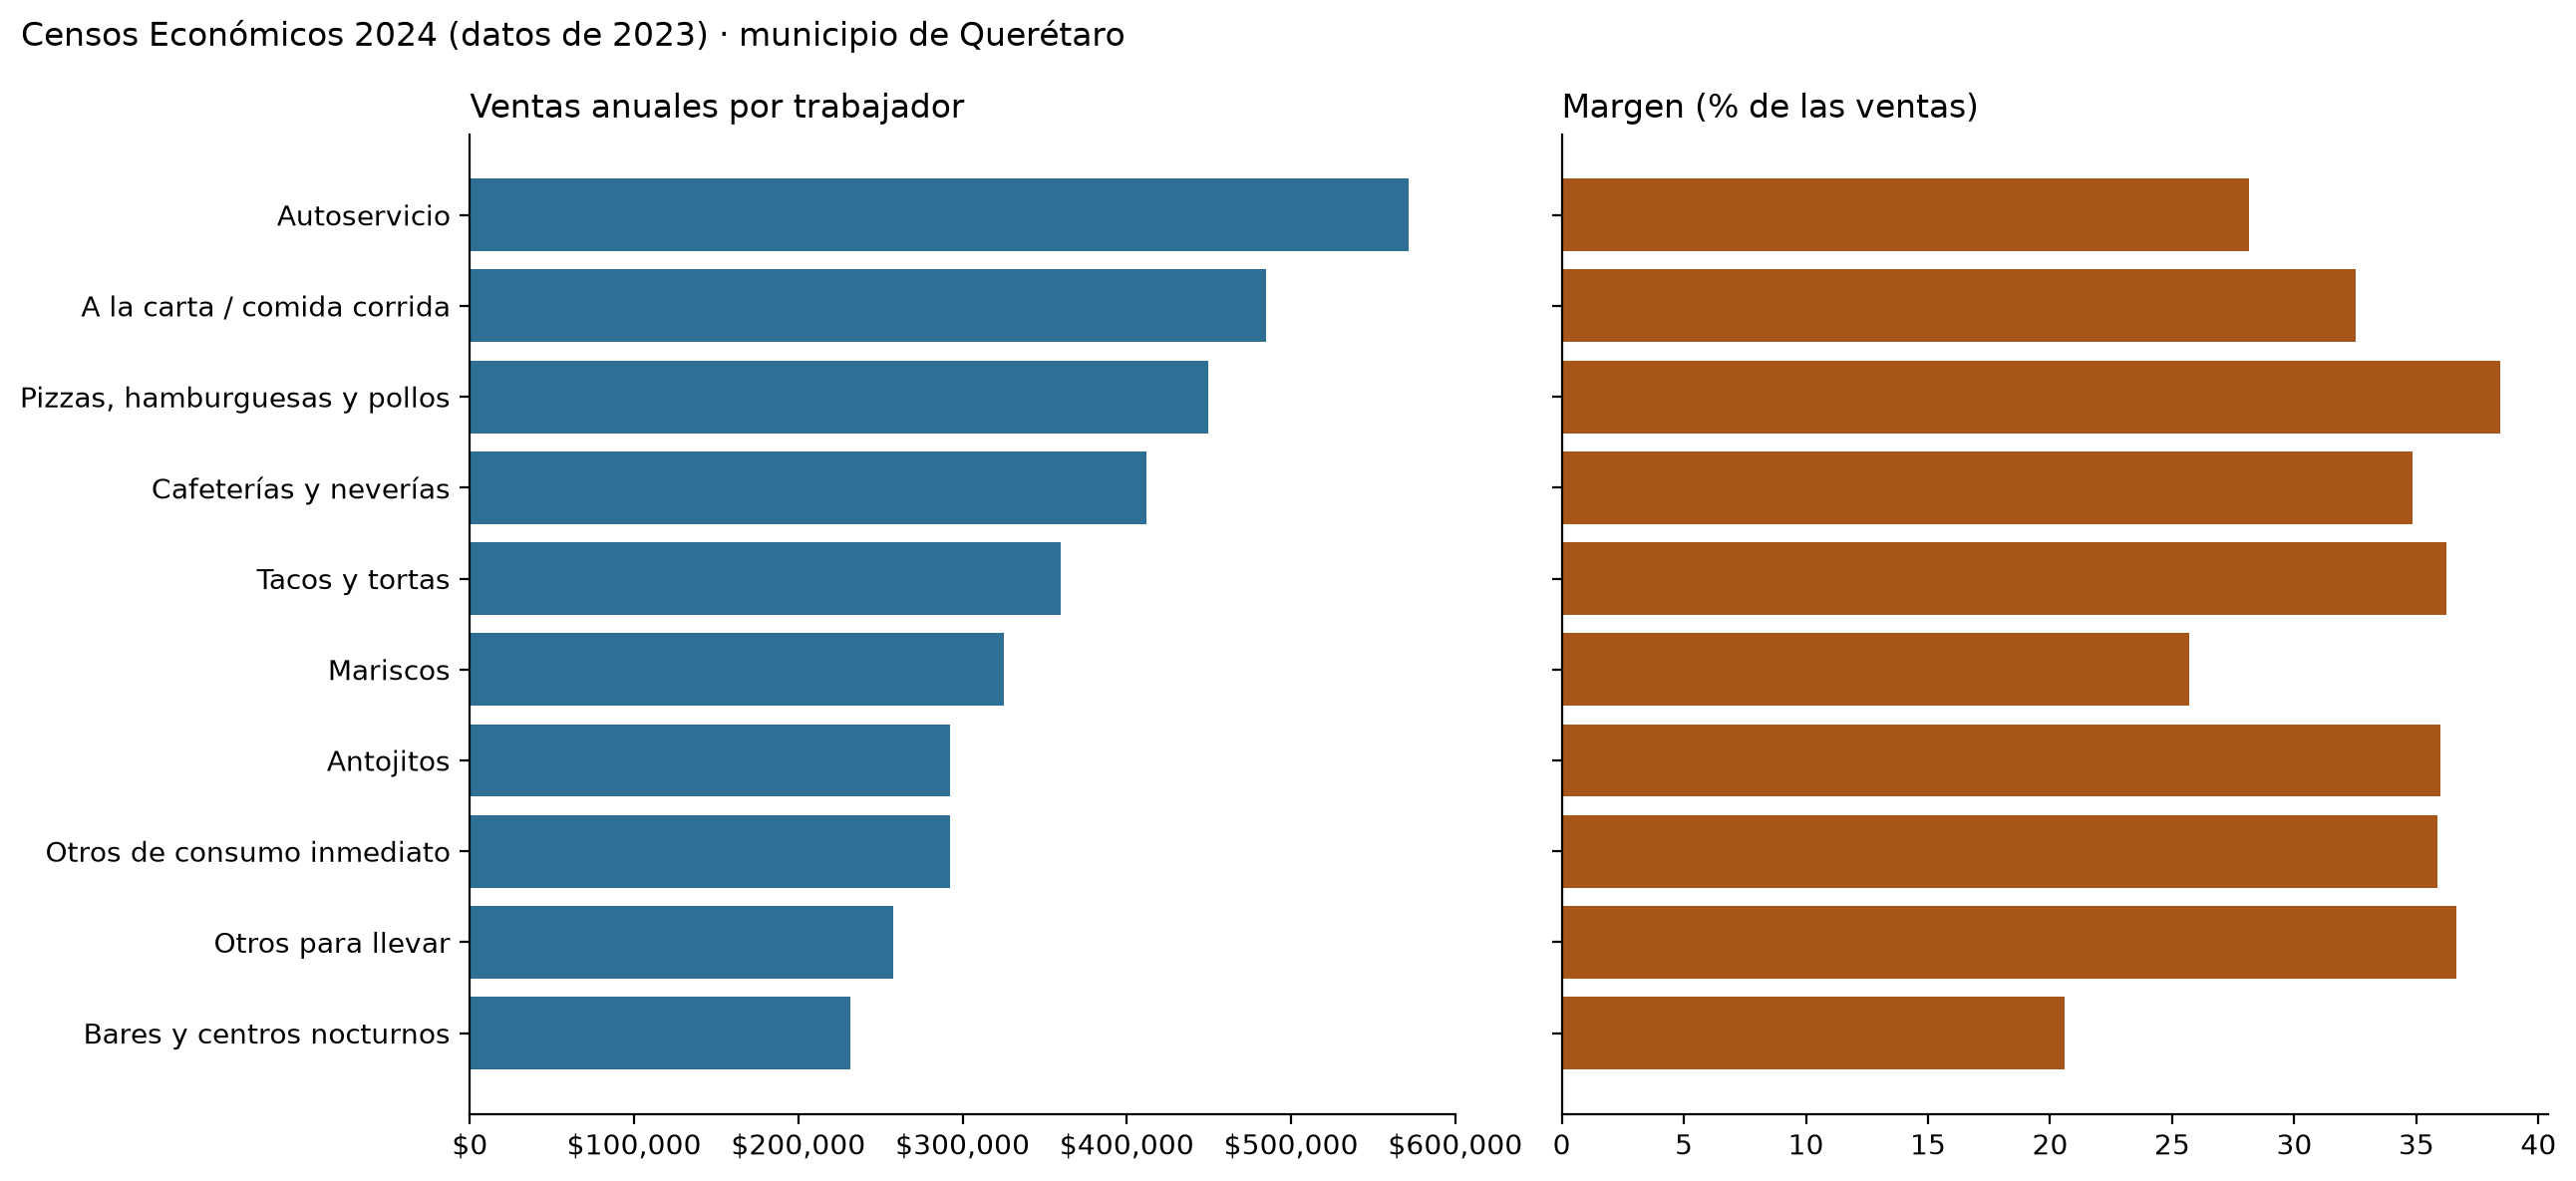 Censos Económicos 2024 (datos de 2023) · municipio de Querétaro
Ventas anuales por trabajador
Autoservicio
A la carta / comida corrida
Pizzas, hamburguesas y pollos
Cafeterías y neverías
Tacos y tortas
Mariscos
Antojitos
Otros de consumo inmediato
Otros para llevar
Bares y centros nocturnos
$0 $100,000 $200,000 $300,000 $400,000 $500,000 $600,000
Margen (% de las ventas)
0 5 10 15 20 25 30 35 40